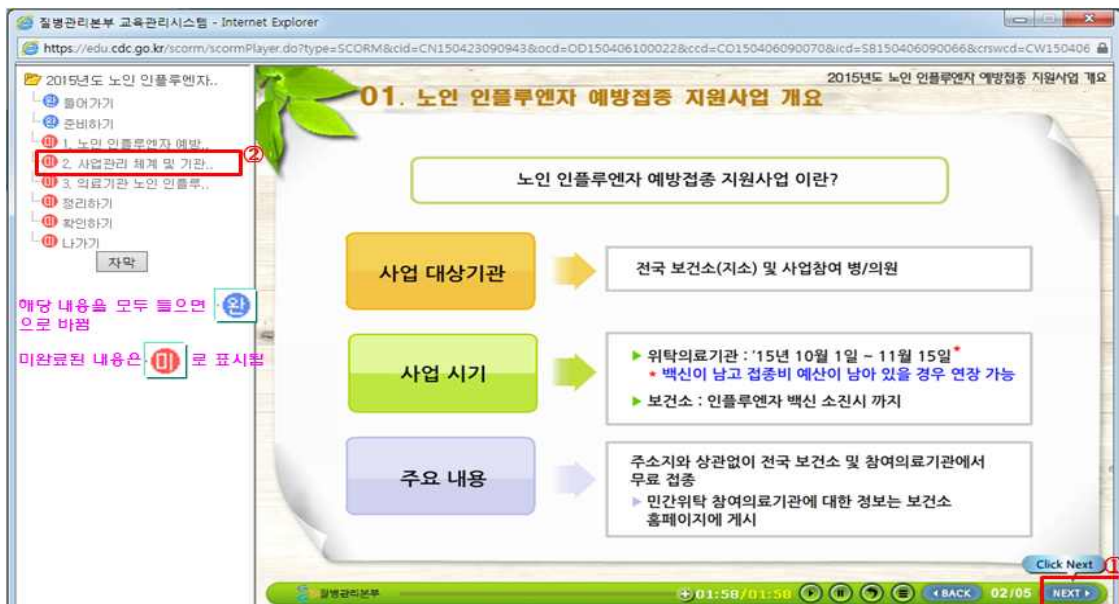 질병관리본부 교육관리시스템 - Internet Explorer
https://edu.cdc.go.kr/scorm/scormPlayer.do?type=SCORM&cid=CN150423090943&ocd=OD150406100022&ccd=CO150406090070&icd=SB150406090066&crswcd=CW150406
2015년도 노인 인플루엔자..
완 들어가기
완 준비하기
미 1. 노인 인플루엔자 예방..
미 2. 사업관리 체계 및 기관..
②
미 3. 의료기관 노인 인플루..
미 정리하기
미 확인하기
미 나가기
자막
해당 내용을 모두 들으면 완
으로 바뀜
미완료된 내용은 미 로 표시됨
2015년도 노인 인플루엔자 예방접종 지원사업 개요
01. 노인 인플루엔자 예방접종 지원사업 개요
노인 인플루엔자 예방접종 지원사업 이란?
사업 대상기관
전국 보건소(지소) 및 사업참여 병/의원
사업 시기
▶ 위탁의료기관 : '15년 10월 1일 ~ 11월 15일*
* 백신이 남고 접종비 예산이 남아 있을 경우 연장 가능
▶ 보건소 : 인플루엔자 백신 소진시 까지
주요 내용
주소지와 상관없이 전국 보건소 및 참여의료기관에서
무료 접종
▶ 민간위탁 참여의료기관에 대한 정보는 보건소
홈페이지에 게시
Click Next
①
질병관리본부
01:58/01:58
BACK
02/05
NEXT